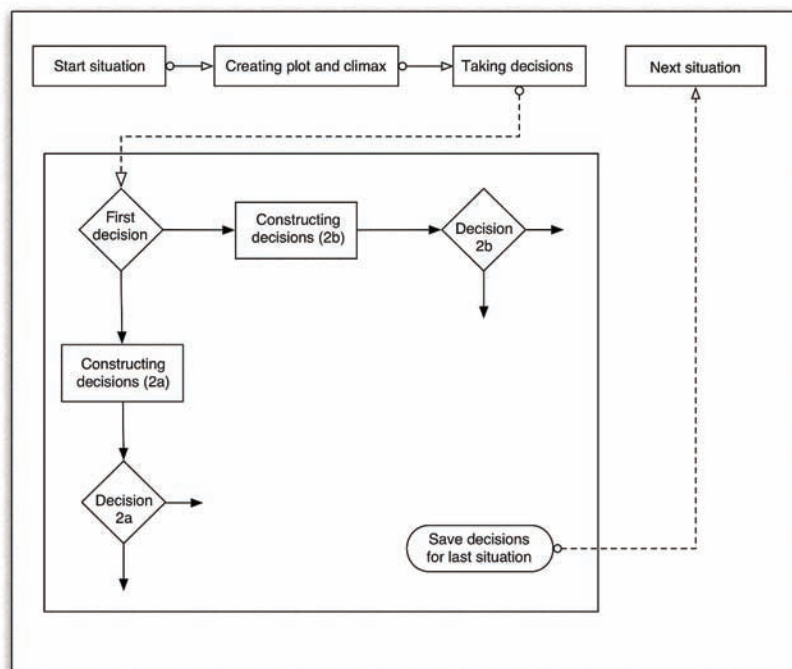 Start situation
Creating plot and climax
Taking decisions
Next situation
First
decision
Constructing
decisions (2b)
Decision
2b
Constructing
decisions (2a)
Decision
2a
Save decisions
for last situation